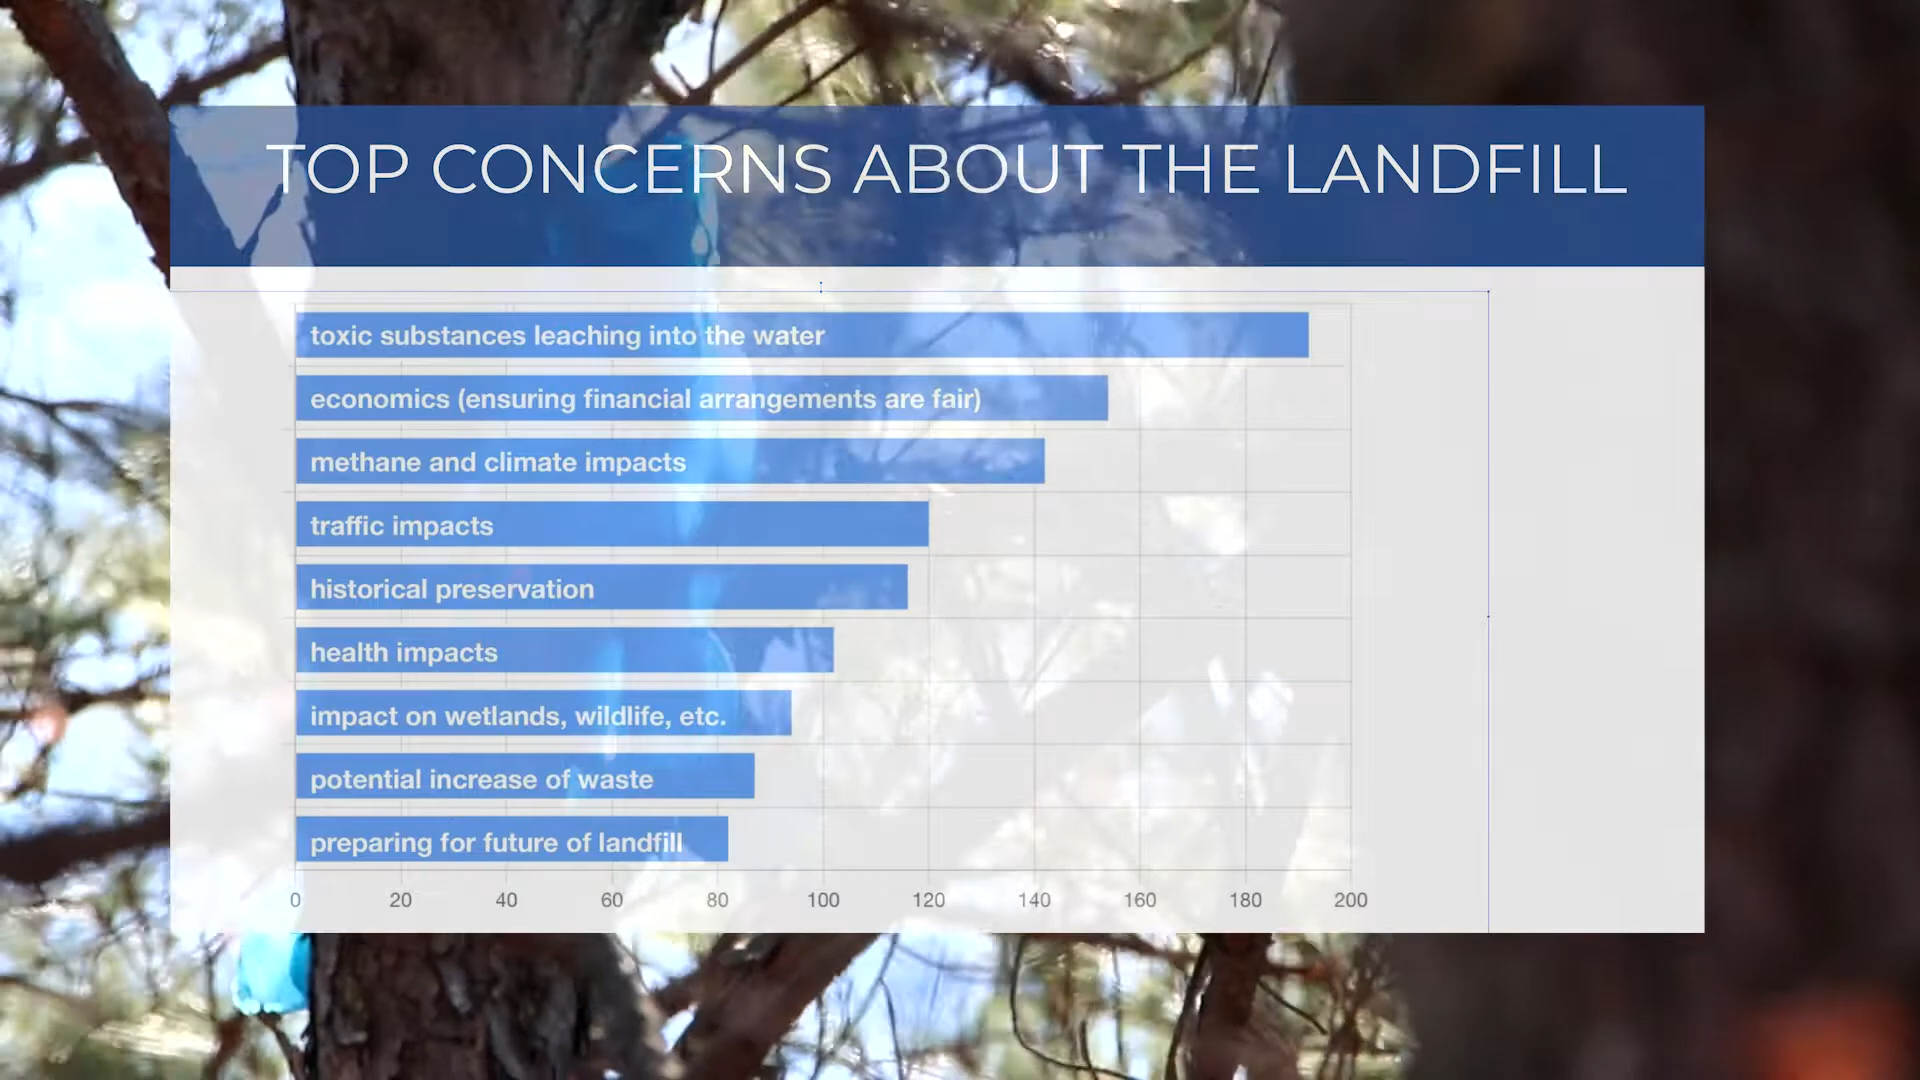 TOP CONCERNS ABOUT THE LANDFILL
toxic substances leaching into the water
economics (ensuring financial arrangements are fair)
methane and climate impacts
traffic impacts
historical preservation
health impacts
impact on wetlands, wildlife, etc.
potential increase of waste
preparing for future of landfill
0 20 40 60 80 100 120 140 160 180 200